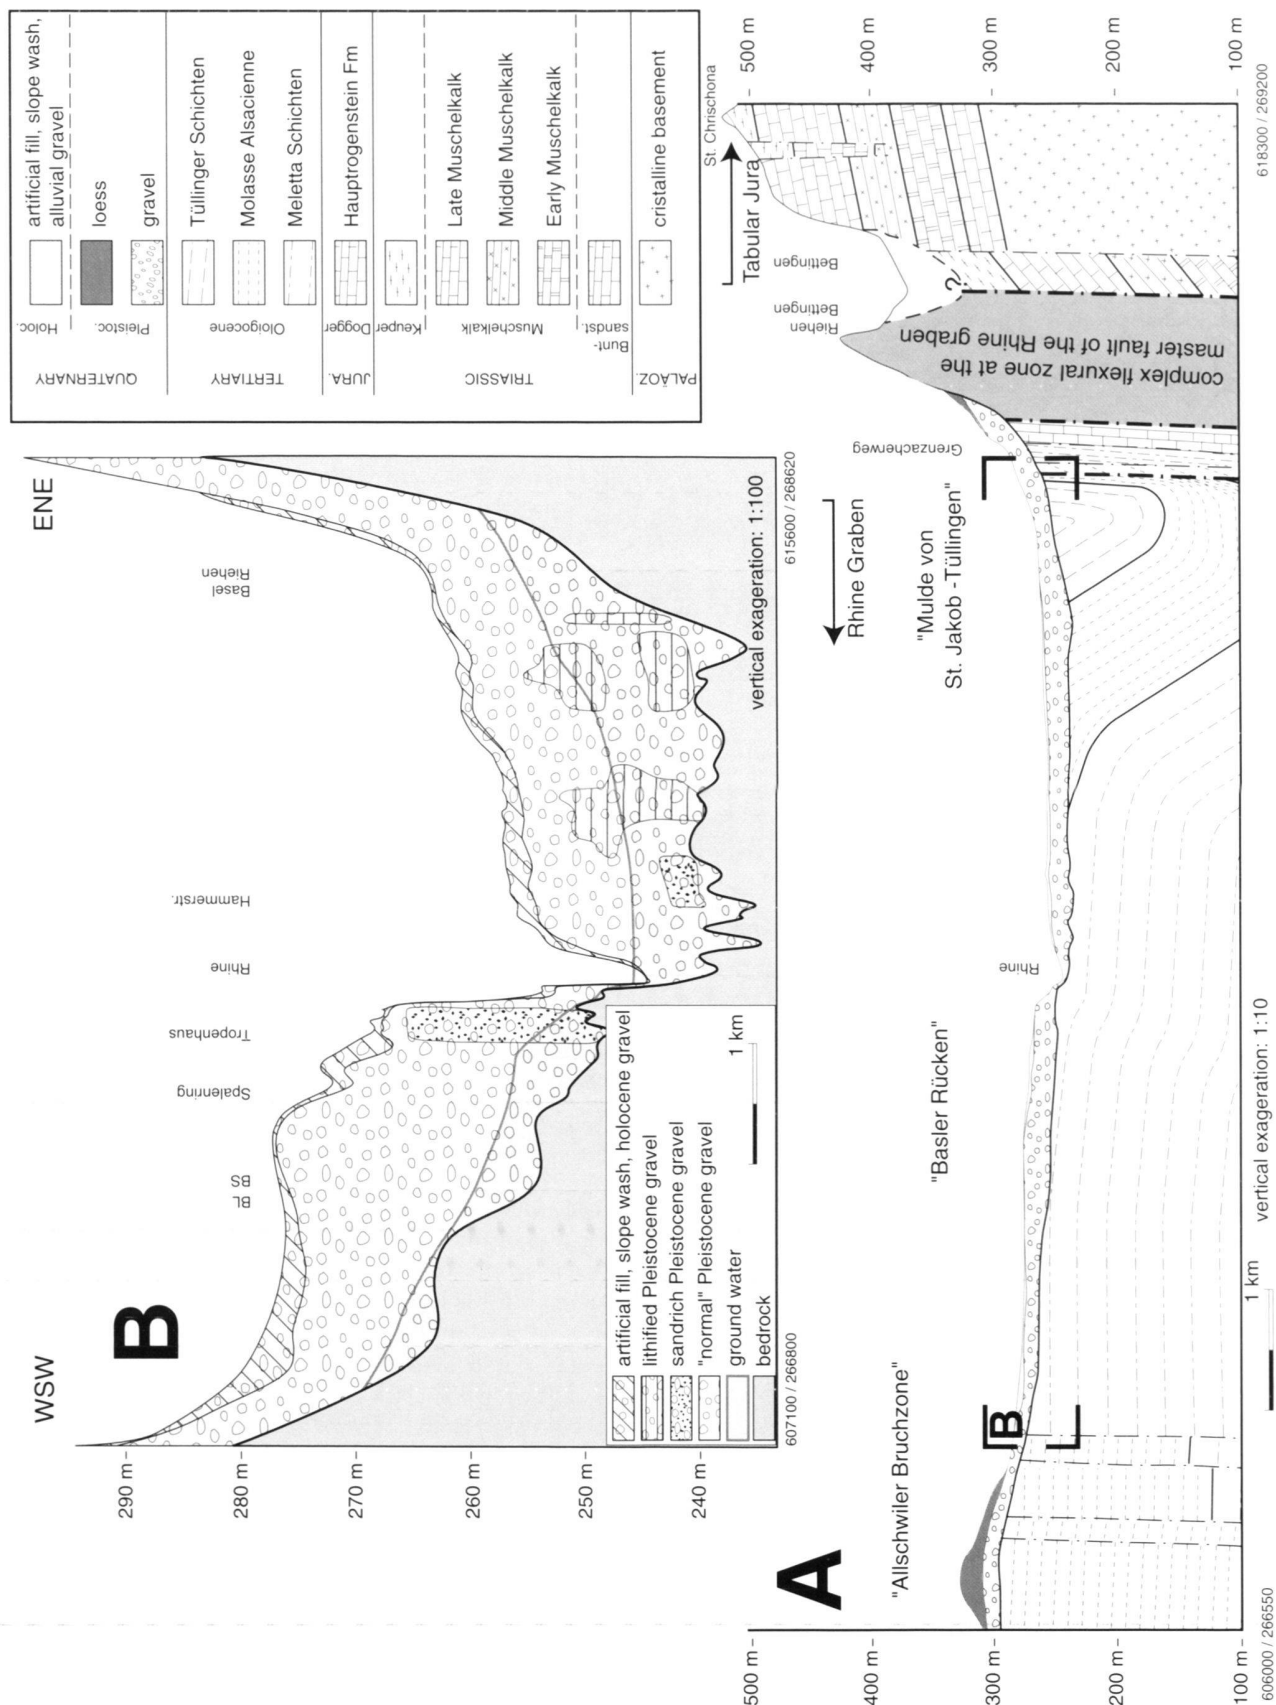 B
WSW
ENE
290 m
280 m
270 m
260 m
250 m
240 m
BL
BS
Spalenring
Tropenhaus
Rhine
Hammerstr.
Basel
Riehen
artificial fill, slope wash, holocene gravel
lithified Pleistocene gravel
sandrich Pleistocene gravel
"normal" Pleistocene gravel
ground water
bedrock
1 km
607100 / 266800
vertical exageration: 1:100
615600 / 268620
QUATERNARY
Holoc.
artificial fill, slope wash,
alluvial gravel
Pleistoc.
loess
gravel
TERTIARY
Oloigocene
Tüllinger Schichten
Molasse Alsacienne
Meletta Schichten
JURA.
Dogger
Hauptrogenstein Fm
TRIASSIC
Keuper
Muschelkalk
Late Muschelkalk
Middle Muschelkalk
Early Muschelkalk
Bunt-
sandst.
PALÄOZ.
cristalline basement
A
"Allschwiler Bruchzone"
"Basler Rücken"
"Mulde von
St. Jakob -Tüllingen"
Rhine Graben
Tabular Jura
500 m
400 m
300 m
200 m
100 m
B
Rhine
Grenzacherweg
Riehen
Bettingen
Bettingen
St. Chrischona
?
complex flexural zone at the
master fault of the Rhine graben
500 m
400 m
300 m
200 m
100 m
606000 / 266550
1 km
vertical exageration: 1:10
618300 / 269200